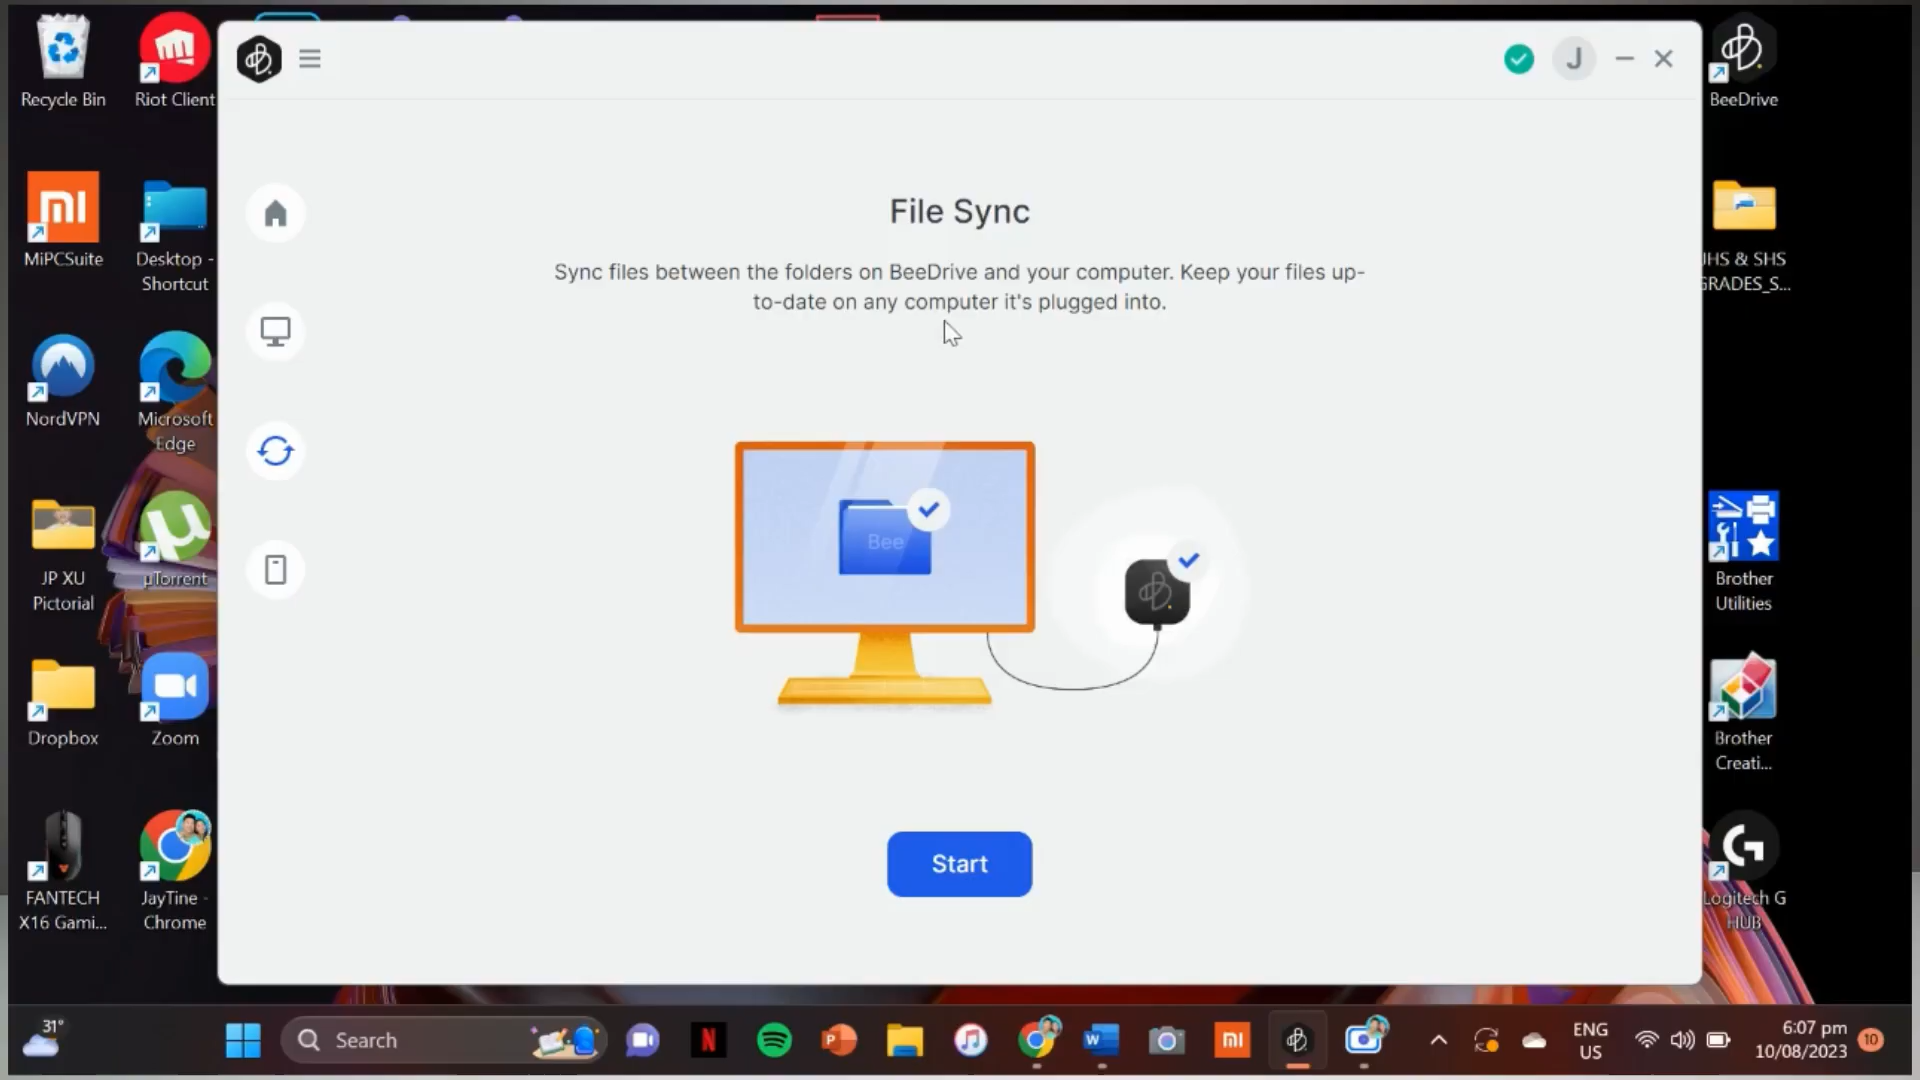 Recycle Bin
Riot Client
MiPCSuite
Desktop -
Shortcut
NordVPN
Microsoft
Edge
JP XU
Pictorial
µTorrent
Dropbox
Zoom
FANTECH
X16 Gami...
JayTine -
Chrome
J
File Sync
Sync files between the folders on BeeDrive and your computer. Keep your files up-
to-date on any computer it's plugged into.
Bee
Start
BeeDrive
JHS & SHS
GRADES_S...
Brother
Utilities
Brother
Creati...
Logitech G
HUB
31°
Search
ENG
US
6:07 pm
10/08/2023
10